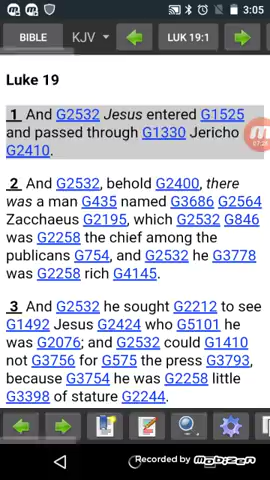 3:05
BIBLE KJV LUK 19:1
Luke 19
1 And G2532 Jesus entered G1525
and passed through G1330 Jericho
G2410.
2 And G2532, behold G2400, there
was a man G435 named G3686 G2564
Zacchaeus G2195, which G2532 G846
was G2258 the chief among the
publicans G754, and G2532 he G3778
was G2258 rich G4145.
3 And G2532 he sought G2212 to see
G1492 Jesus G2424 who G5101 he
was G2076; and G2532 could G1410
not G3756 for G575 the press G3793,
because G3754 he was G2258 little
G3398 of stature G2244.
Recorded by mobizen